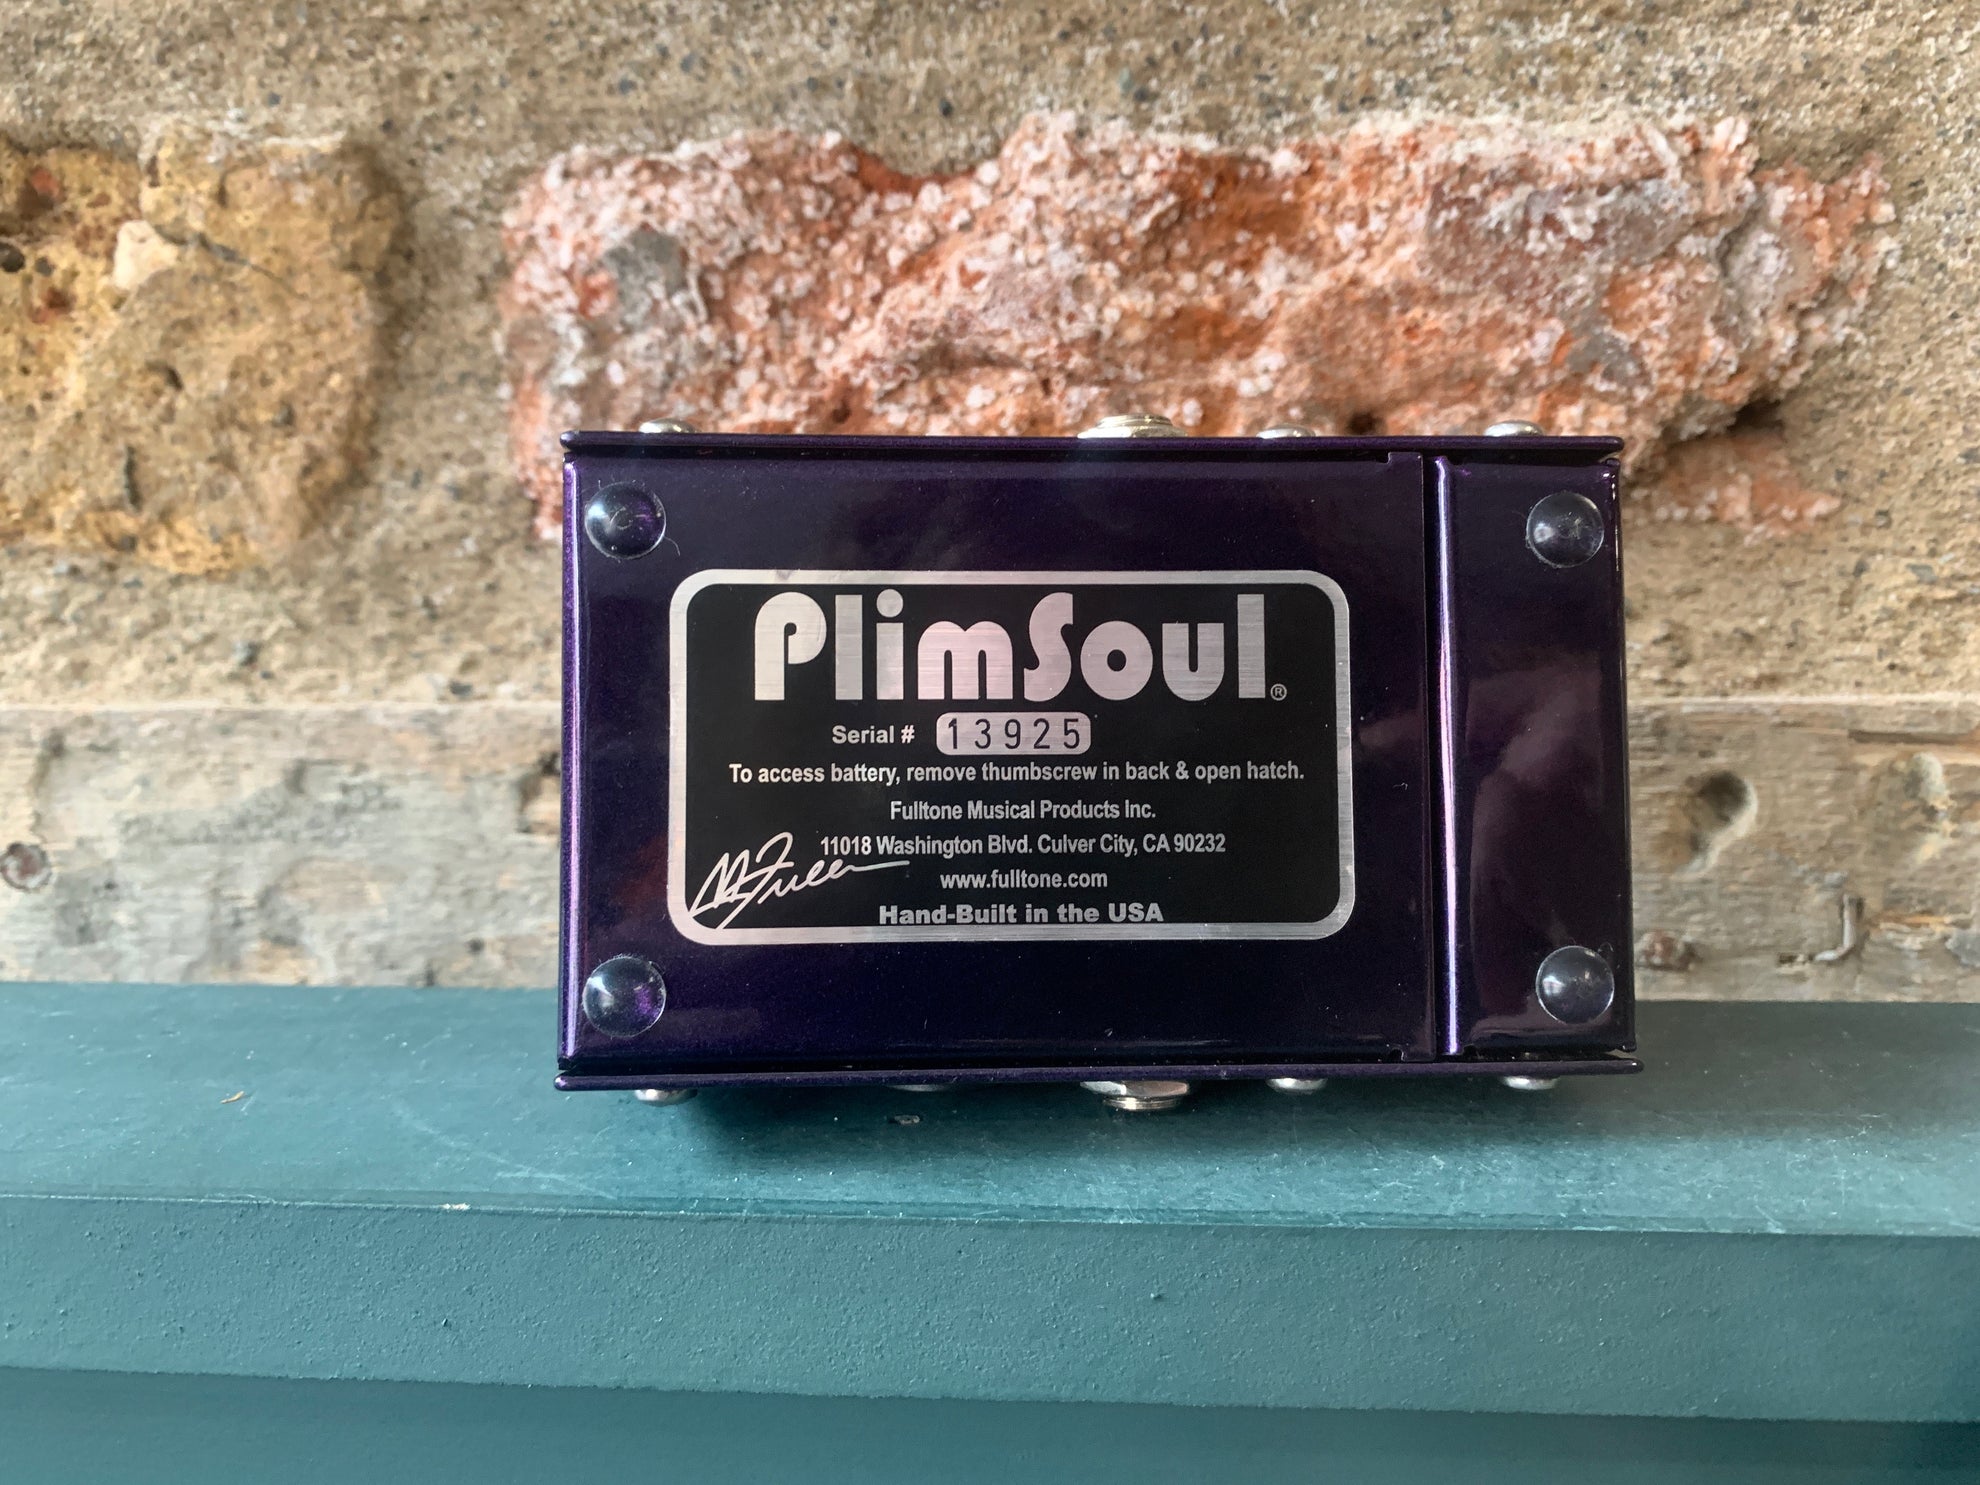 PlimSoul®
Serial # 13925
To access battery, remove thumbscrew in back & open hatch.
Fulltone Musical Products Inc.
11018 Washington Blvd. Culver City, CA 90232
www.fulltone.com
Hand-Built in the USA